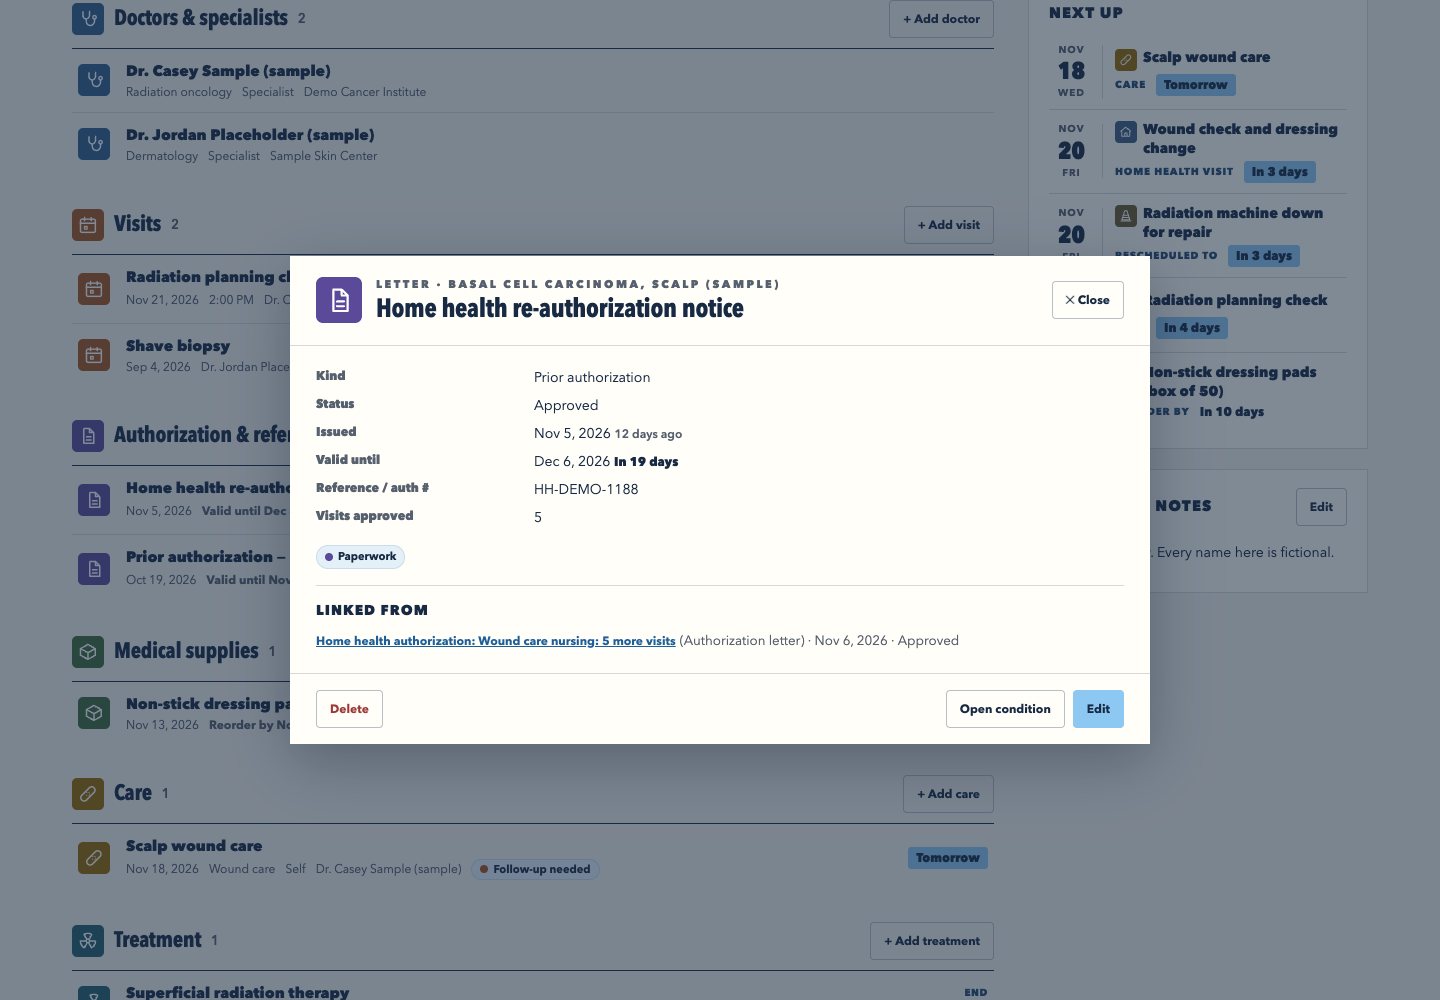 Doctors & specialists 2
+ Add doctor
Dr. Casey Sample (sample)
Radiation oncology Specialist Demo Cancer Institute
Dr. Jordan Placeholder (sample)
Dermatology Specialist Sample Skin Center
Visits 2
+ Add visit
Radiation planning
Nov 21, 2026 2:00 PM Dr.
Shave biopsy
Sep 4, 2026 Dr. Jordan
Authorization &
Home health
Nov 5, 2026 Valid until Dec
Prior authorization –
Oct 19, 2026 Valid until Nov
Medical supplies 1
Non-stick dressing
Nov 13, 2026 Reorder by
Care 1
+ Add care
Scalp wound care
Nov 18, 2026 Wound care Self Dr. Casey Sample (sample) Follow-up needed
Tomorrow
Treatment 1
+ Add treatment
Superficial radiation therapy
END
NEXT UP
NOV
18
WED
Scalp wound care
CARE Tomorrow
NOV
20
FRI
Wound check and dressing
change
HOME HEALTH VISIT In 3 days
NOV
20
Radiation machine down
for repair
RESCHEDULED TO In 3 days
planning check
In 4 days
dressing pads
box of 50)
BY In 10 days
NOTES
Edit
Every name here is fictional.
LETTER · BASAL CELL CARCINOMA, SCALP (SAMPLE)
Home health re-authorization notice
× Close
Kind Prior authorization
Status Approved
Issued Nov 5, 2026 12 days ago
Valid until Dec 6, 2026 In 19 days
Reference / auth # HH-DEMO-1188
Visits approved 5
Paperwork
LINKED FROM
Home health authorization: Wound care nursing: 5 more visits (Authorization letter) · Nov 6, 2026 · Approved
Delete
Open condition
Edit